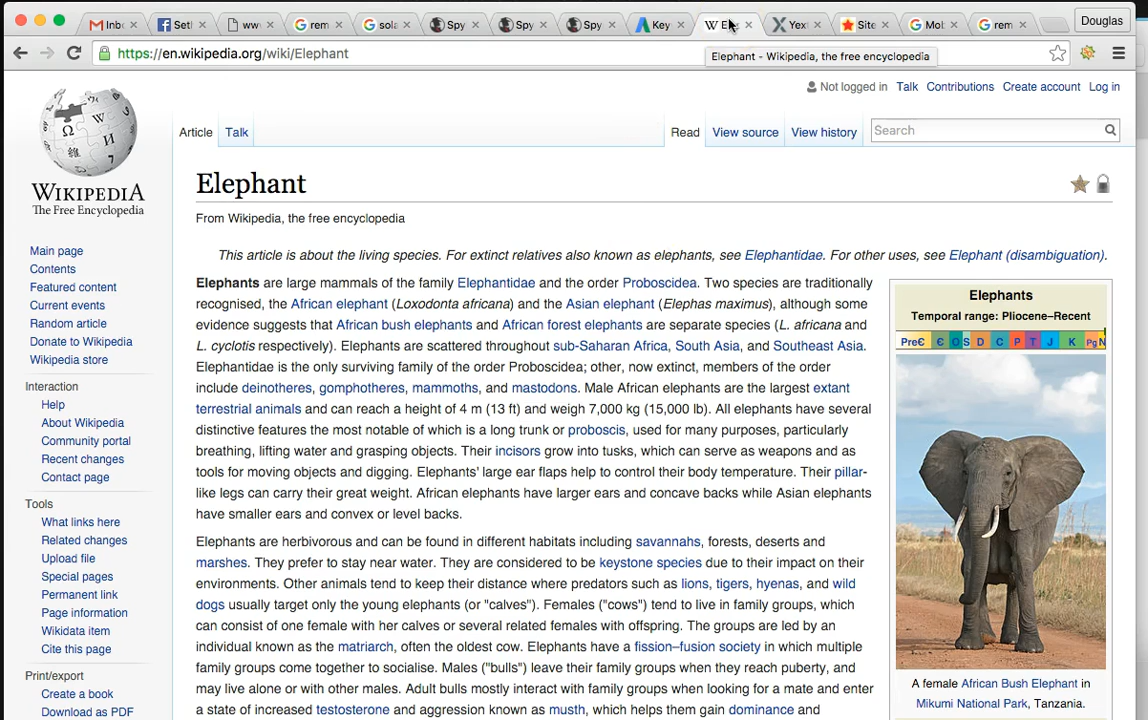 Inb Set ww rem sola Spy Spy Spy Key W E Yex Site Mob rem Douglas
https://en.wikipedia.org/wiki/Elephant
Elephant - Wikipedia, the free encyclopedia
Not logged in Talk Contributions Create account Log in
Article Talk Read View source View history Search
WIKIPEDIA
The Free Encyclopedia
Elephant
From Wikipedia, the free encyclopedia
This article is about the living species. For extinct relatives also known as elephants, see Elephantidae. For other uses, see Elephant (disambiguation).
Main page
Contents
Featured content
Current events
Random article
Donate to Wikipedia
Wikipedia store
Interaction
Help
About Wikipedia
Community portal
Recent changes
Contact page
Tools
What links here
Related changes
Upload file
Special pages
Permanent link
Page information
Wikidata item
Cite this page
Print/export
Create a book
Download as PDF
Elephants are large mammals of the family Elephantidae and the order Proboscidea. Two species are traditionally
recognised, the African elephant (Loxodonta africana) and the Asian elephant (Elephas maximus), although some
evidence suggests that African bush elephants and African forest elephants are separate species (L. africana and
L. cyclotis respectively). Elephants are scattered throughout sub-Saharan Africa, South Asia, and Southeast Asia.
Elephantidae is the only surviving family of the order Proboscidea; other, now extinct, members of the order
include deinotheres, gomphotheres, mammoths, and mastodons. Male African elephants are the largest extant
terrestrial animals and can reach a height of 4 m (13 ft) and weigh 7,000 kg (15,000 lb). All elephants have several
distinctive features the most notable of which is a long trunk or proboscis, used for many purposes, particularly
breathing, lifting water and grasping objects. Their incisors grow into tusks, which can serve as weapons and as
tools for moving objects and digging. Elephants' large ear flaps help to control their body temperature. Their pillar-
like legs can carry their great weight. African elephants have larger ears and concave backs while Asian elephants
have smaller ears and convex or level backs.
Elephants are herbivorous and can be found in different habitats including savannahs, forests, deserts and
marshes. They prefer to stay near water. They are considered to be keystone species due to their impact on their
environments. Other animals tend to keep their distance where predators such as lions, tigers, hyenas, and wild
dogs usually target only the young elephants (or "calves"). Females ("cows") tend to live in family groups, which
can consist of one female with her calves or several related females with offspring. The groups are led by an
individual known as the matriarch, often the oldest cow. Elephants have a fission–fusion society in which multiple
family groups come together to socialise. Males ("bulls") leave their family groups when they reach puberty, and
may live alone or with other males. Adult bulls mostly interact with family groups when looking for a mate and enter
a state of increased testosterone and aggression known as musth, which helps them gain dominance and
Elephants
Temporal range: Pliocene–Recent
PreЄ Є O S D C P T J K Pg N
A female African Bush Elephant in
Mikumi National Park, Tanzania.